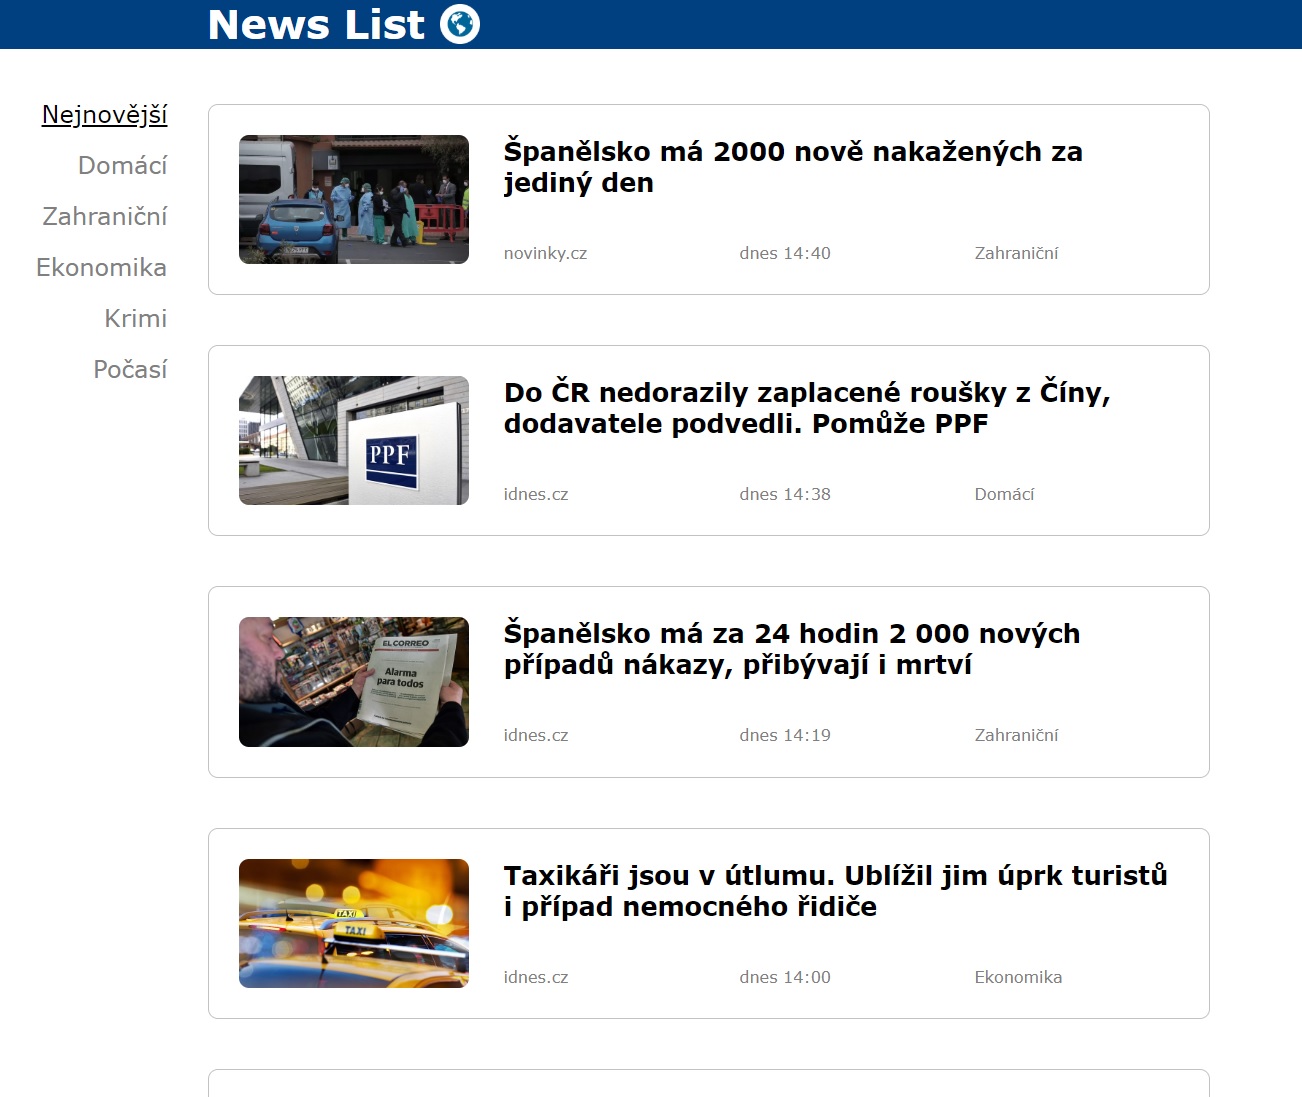 News List
Nejnovější
Domácí
Zahraniční
Ekonomika
Krimi
Počasí
Španělsko má 2000 nově nakažených za
jediný den
novinky.cz dnes 14:40 Zahraniční
PPF
Do ČR nedorazily zaplacené roušky z Číny,
dodavatele podvedli. Pomůže PPF
idnes.cz dnes 14:38 Domácí
EL CORREO
Alarma
para todos
Španělsko má za 24 hodin 2 000 nových
případů nákazy, přibývají i mrtví
idnes.cz dnes 14:19 Zahraniční
TAXI
TAXI
Taxikáři jsou v útlumu. Ublížil jim úprk turistů
i případ nemocného řidiče
idnes.cz dnes 14:00 Ekonomika